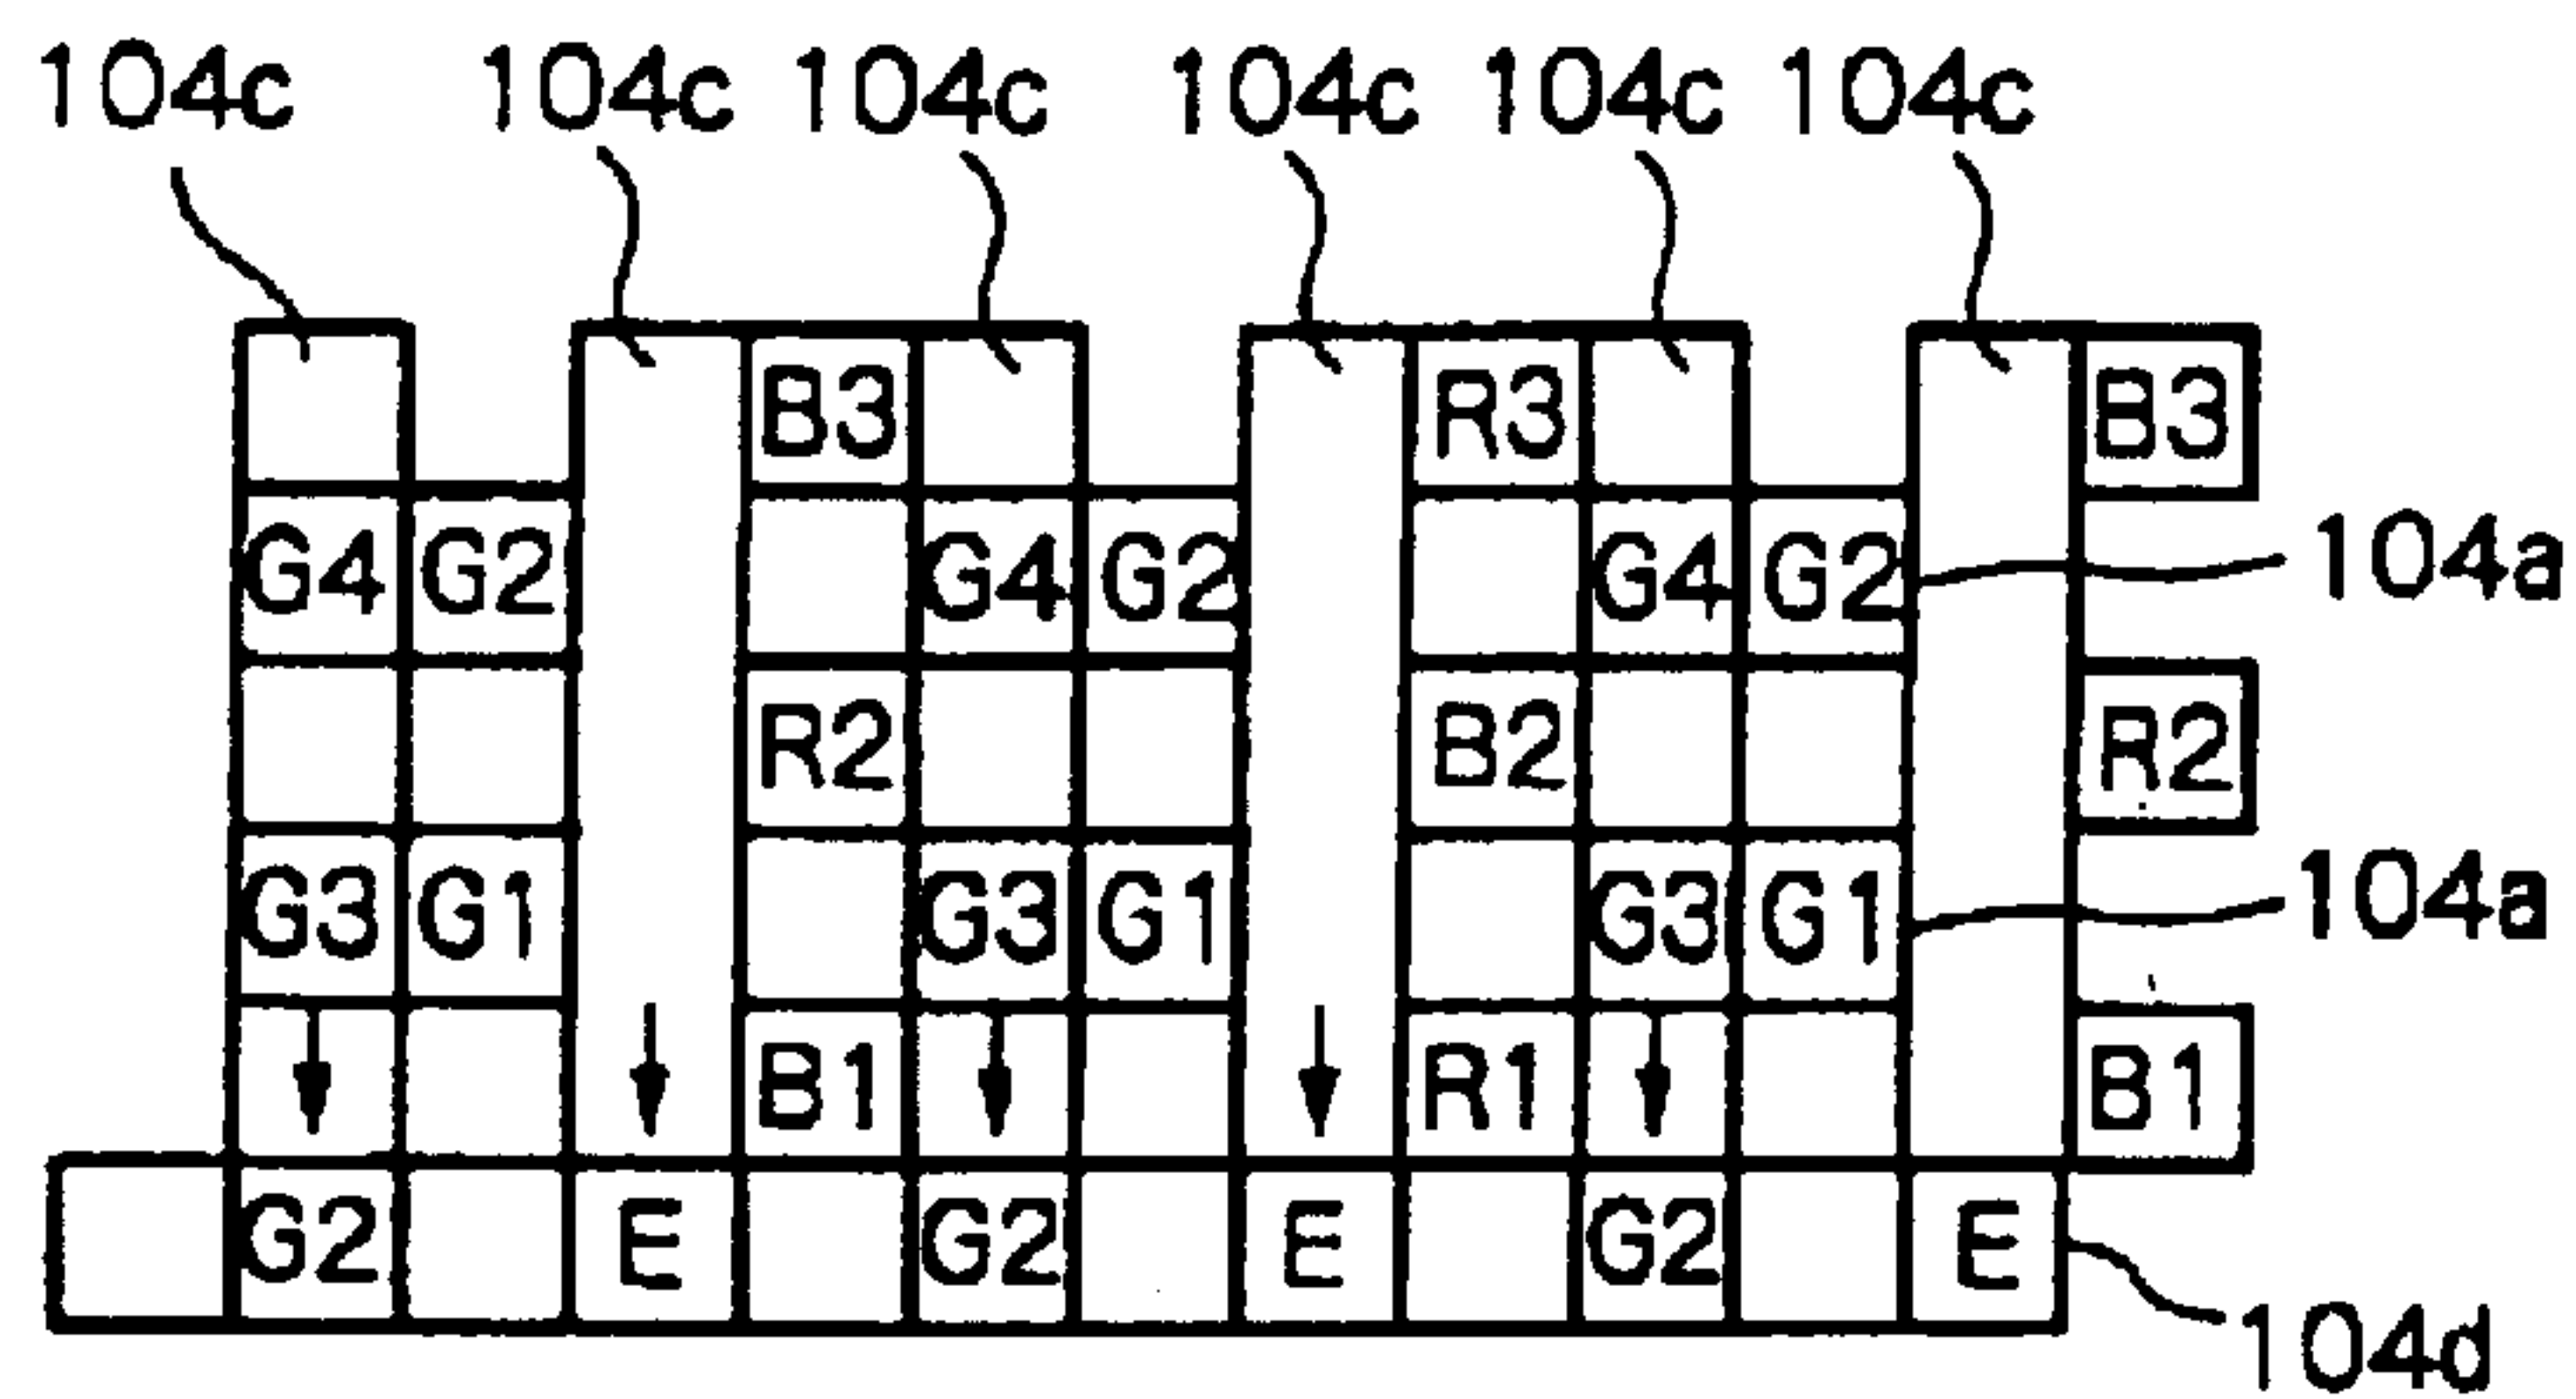 104c 104c 104c 104c 104c 104c
B3 R3 B3
G4 G2 G4 G2 G4 G2 104a
R2 B2 R2
G3 G1 G3 G1 G3 G1 104a
B1 R1 B1
G2 E G2 E G2 E
104d